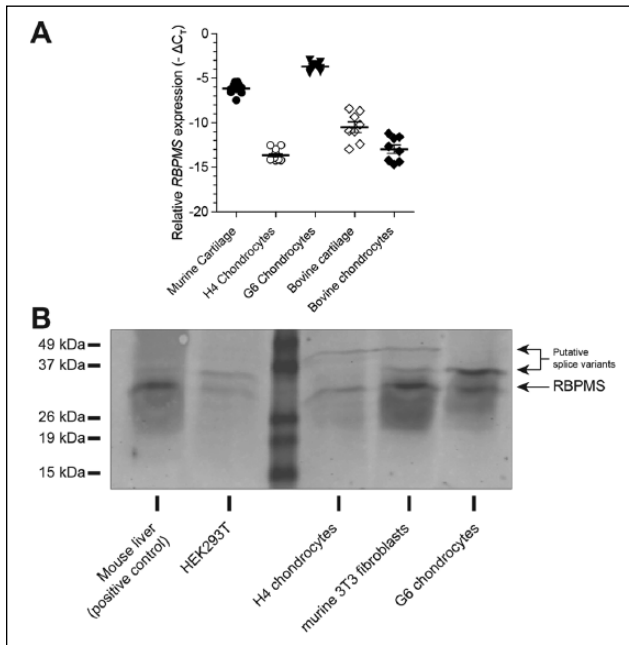 A
Relative RBPMS expression (- ΔCT)
0
-5
-10
-15
-20
Murine Cartilage
H4 Chondrocytes
G6 Chondrocytes
Bovine cartilage
Bovine chondrocytes
B
49 kDa
37 kDa
26 kDa
19 kDa
15 kDa
Putative
splice variants
RBPMS
Mouse liver
(positive control)
HEK293T
H4 chondrocytes
murine 3T3 fibroblasts
G6 chondrocytes